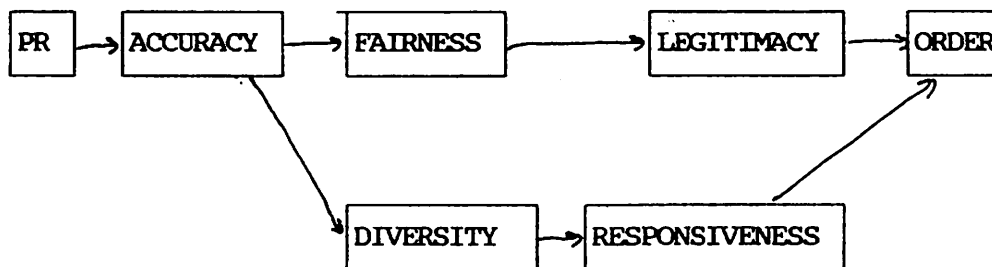 PR ACCURACY FAIRNESS LEGITIMACY ORDER
DIVERSITY RESPONSIVENESS